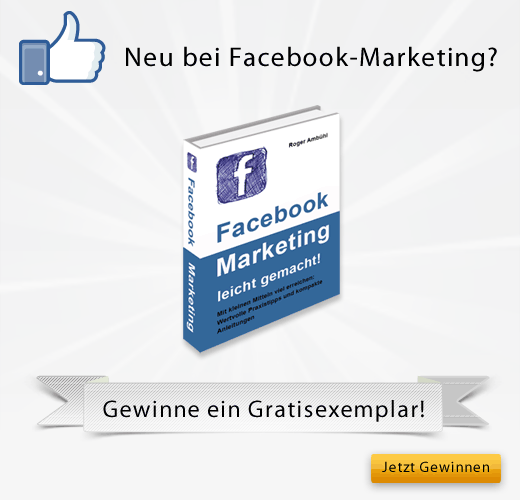 Neu bei Facebook-Marketing?
Roger Ambühl
f
Facebook
Marketing
leicht gemacht!
Mit kleinen Mitteln viel erreichen:
Wertvolle Praxistipps und kompakte
Anleitungen
f
Facebook Marketing
Gewinne ein Gratisexemplar!
Jetzt Gewinnen